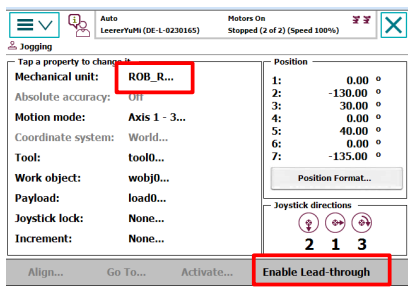 Auto
Motors On
LeererYuMi (DE-L-0230165)
Stopped (2 of 2) (Speed 100%)
Jogging
Tap a property to change it
Mechanical unit: ROB_R...
Absolute accuracy: Off
Motion mode: Axis 1 - 3...
Coordinate system: World...
Tool: tool0...
Work object: wobj0...
Payload: load0...
Joystick lock: None...
Increment: None...
Position
1: 0.00 °
2: -130.00 °
3: 30.00 °
4: 0.00 °
5: 40.00 °
6: 0.00 °
7: -135.00 °
Position Format...
Joystick directions
2 1 3
Align... Go To... Activate... Enable Lead-through